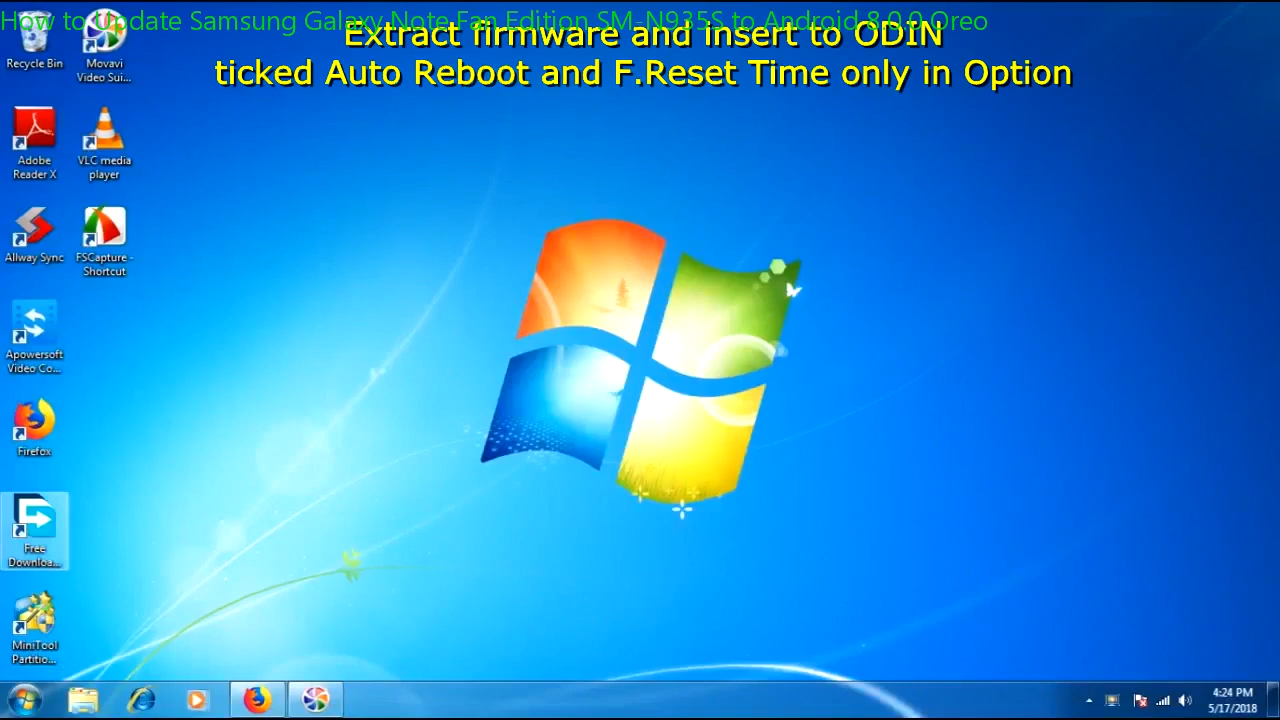 How to Update Samsung Galaxy Note Fan Edition SM-N935S to Android 8.0.0 Oreo
Extract firmware and insert to ODIN
ticked Auto Reboot and F.Reset Time only in Option
Recycle Bin
Movavi
Video Sui...
Adobe
Reader X
VLC media
player
Allway Sync
FSCapture -
Shortcut
Apowersoft
Video Co...
Firefox
Free
Downloa...
MiniTool
Partitio...
4:24 PM
5/17/2018